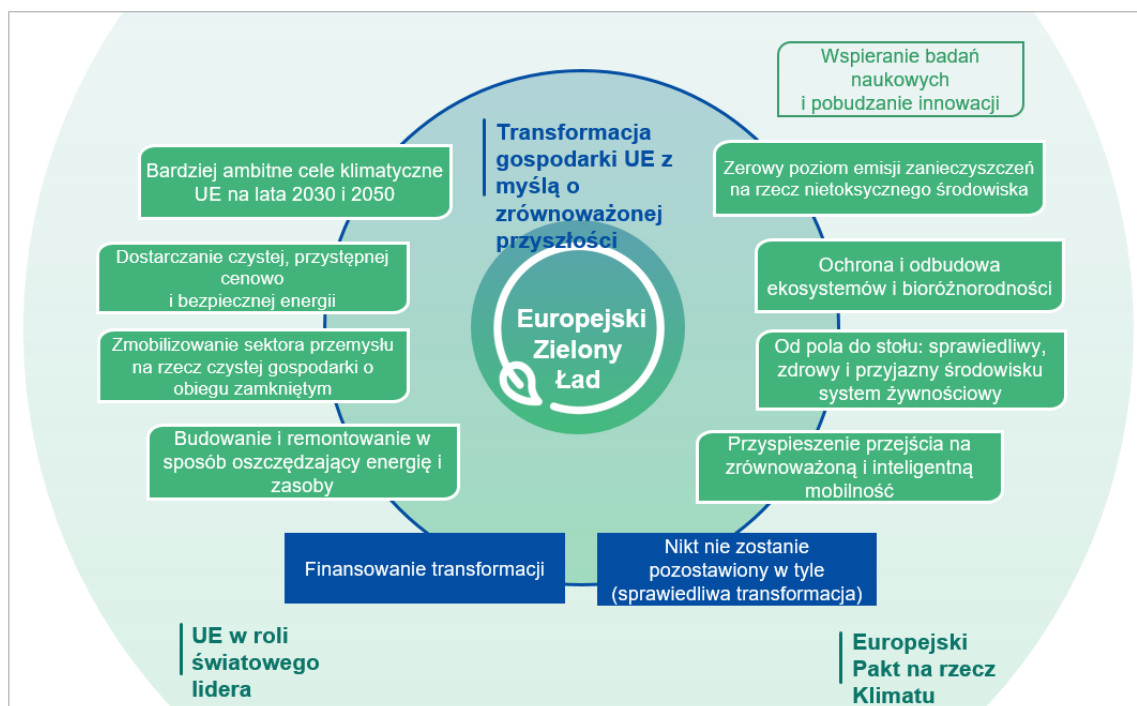 Wspieranie badań
naukowych
i pobudzanie innowacji
Transformacja
gospodarki UE z
myślą o
zrównoważonej
przyszłości
Bardziej ambitne cele klimatyczne
UE na lata 2030 i 2050
Zerowy poziom emisji zanieczyszczeń
na rzecz nietoksycznego środowiska
Dostarczanie czystej, przystępnej
cenowo
i bezpiecznej energii
Ochrona i odbudowa
ekosystemów i bioróżnorodności
Europejski
Zielony
Ład
Zmobilizowanie sektora przemysłu
na rzecz czystej gospodarki o
obiegu zamkniętym
Od pola do stołu: sprawiedliwy,
zdrowy i przyjazny środowisku
system żywnościowy
Budowanie i remontowanie w
sposób oszczędzający energię i
zasoby
Przyspieszenie przejścia na
zrównoważoną i inteligentną
mobilność
Finansowanie transformacji
Nikt nie zostanie
pozostawiony w tyle
(sprawiedliwa transformacja)
UE w roli
światowego
lidera
Europejski
Pakt na rzecz
Klimatu